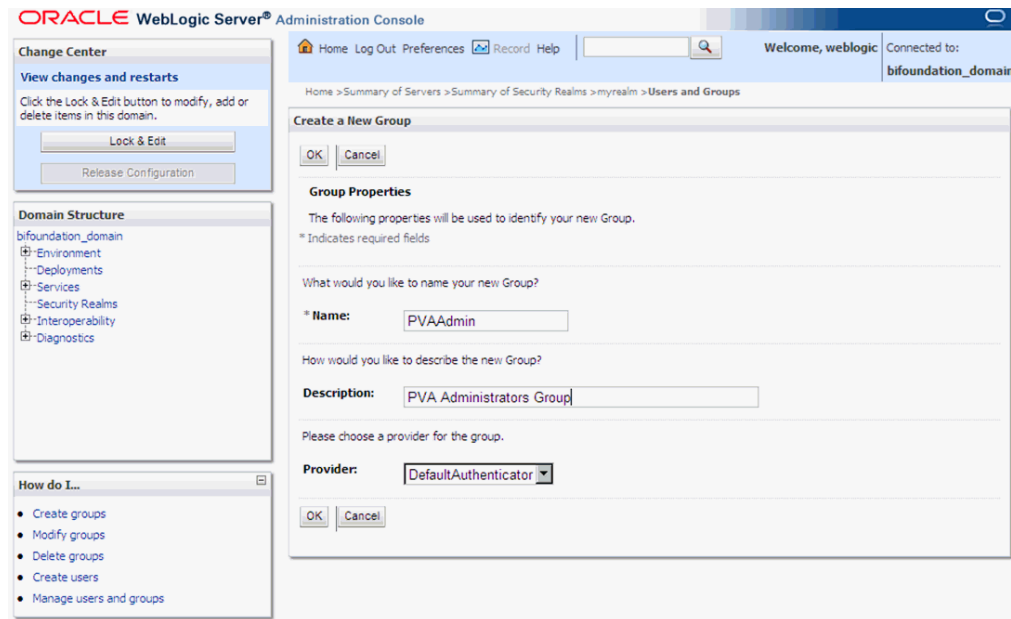 ORACLE WebLogic Server® Administration Console
Change Center
View changes and restarts
Click the Lock & Edit button to modify, add or
delete items in this domain.
Lock & Edit
Release Configuration
Domain Structure
bifoundation_domain
Environment
Deployments
Services
Security Realms
Interoperability
Diagnostics
How do I...
Create groups
Modify groups
Delete groups
Create users
Manage users and groups
Home Log Out Preferences Record Help
Welcome, weblogic
Connected to:
bifoundation_domain
Home >Summary of Servers >Summary of Security Realms >myrealm >Users and Groups
Create a New Group
OK Cancel
Group Properties
The following properties will be used to identify your new Group.
* Indicates required fields
What would you like to name your new Group?
* Name: PVAAdmin
How would you like to describe the new Group?
Description: PVA Administrators Group
Please choose a provider for the group.
Provider: DefaultAuthenticator
OK Cancel